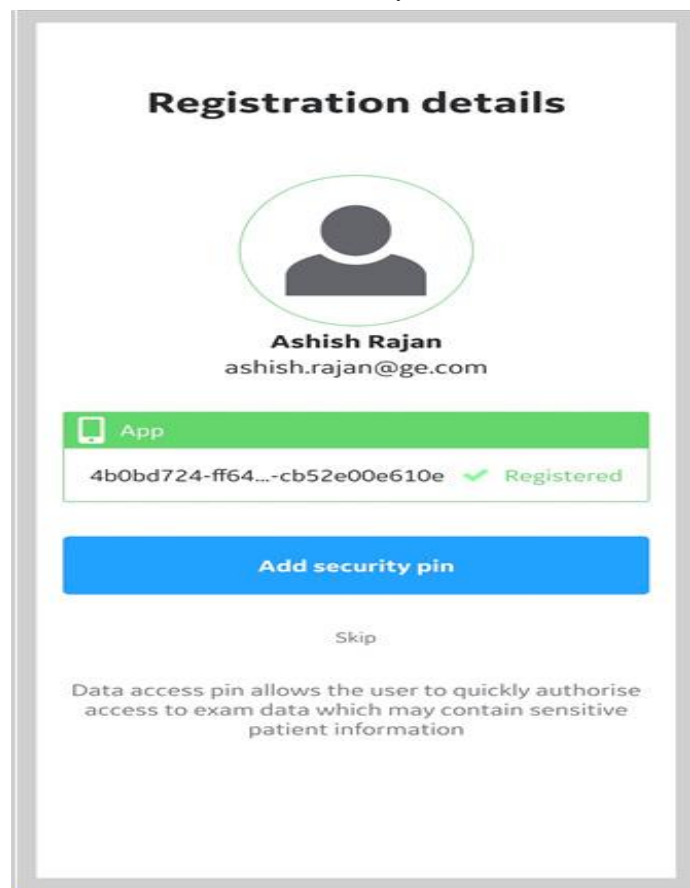 Registration details
Ashish Rajan
ashish.rajan@ge.com
App
4b0bd724-ff64...-cb52e00e610e Registered
Add security pin
Skip
Data access pin allows the user to quickly authorise
access to exam data which may contain sensitive
patient information